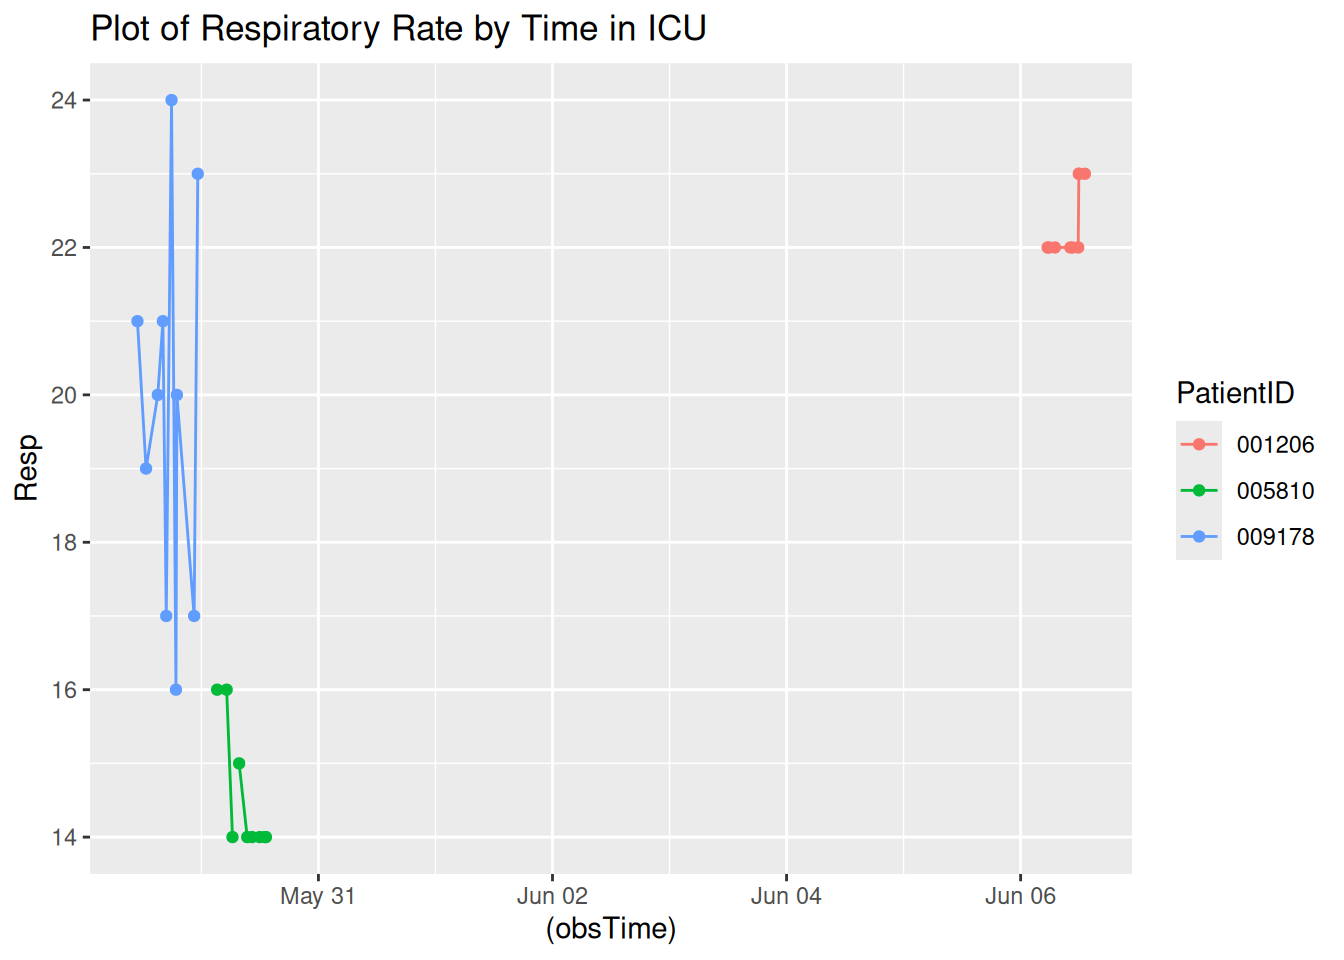 Plot of Respiratory Rate by Time in ICU
24
22
20
18
16
14
Resp
May 31
Jun 02
Jun 04
Jun 06
(obsTime)
PatientID
001206
005810
009178